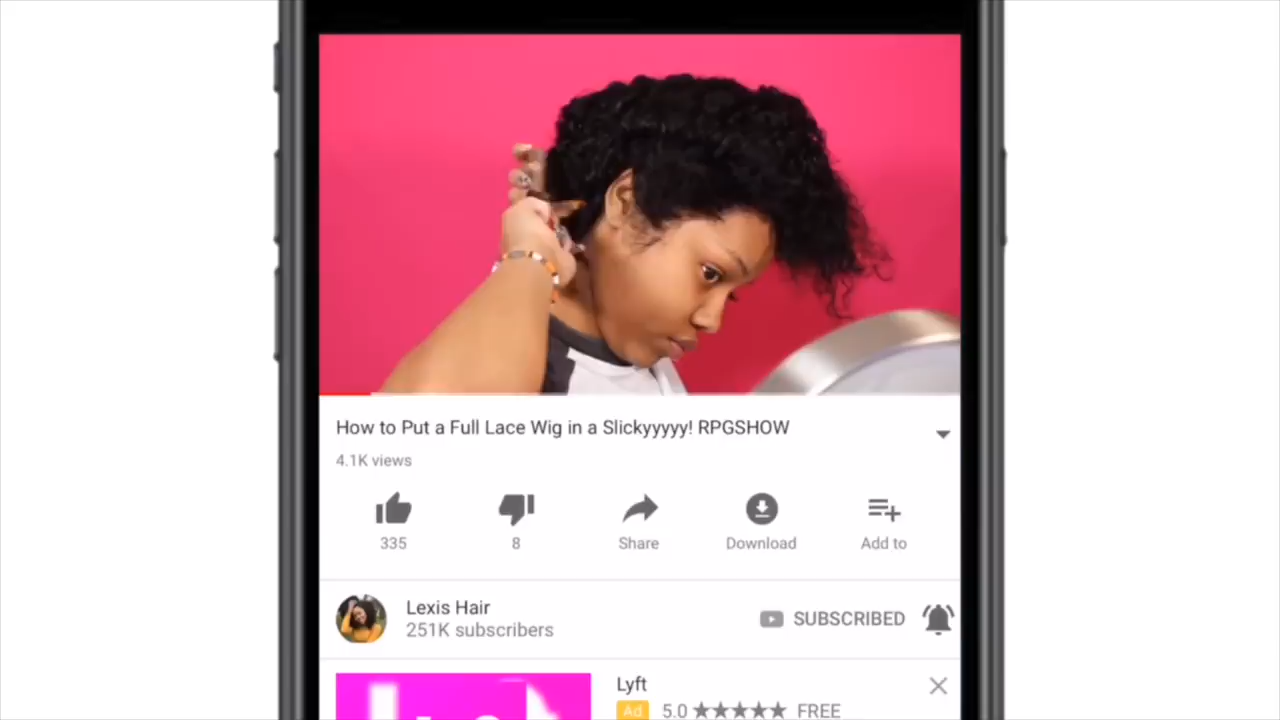 How to Put a Full Lace Wig in a Slickyyyyy! RPGSHOW
4.1K views
335
8
Share
Download
Add to
Lexis Hair
251K subscribers
SUBSCRIBED
Lyft
Ad 5.0 ★★★★★ FREE